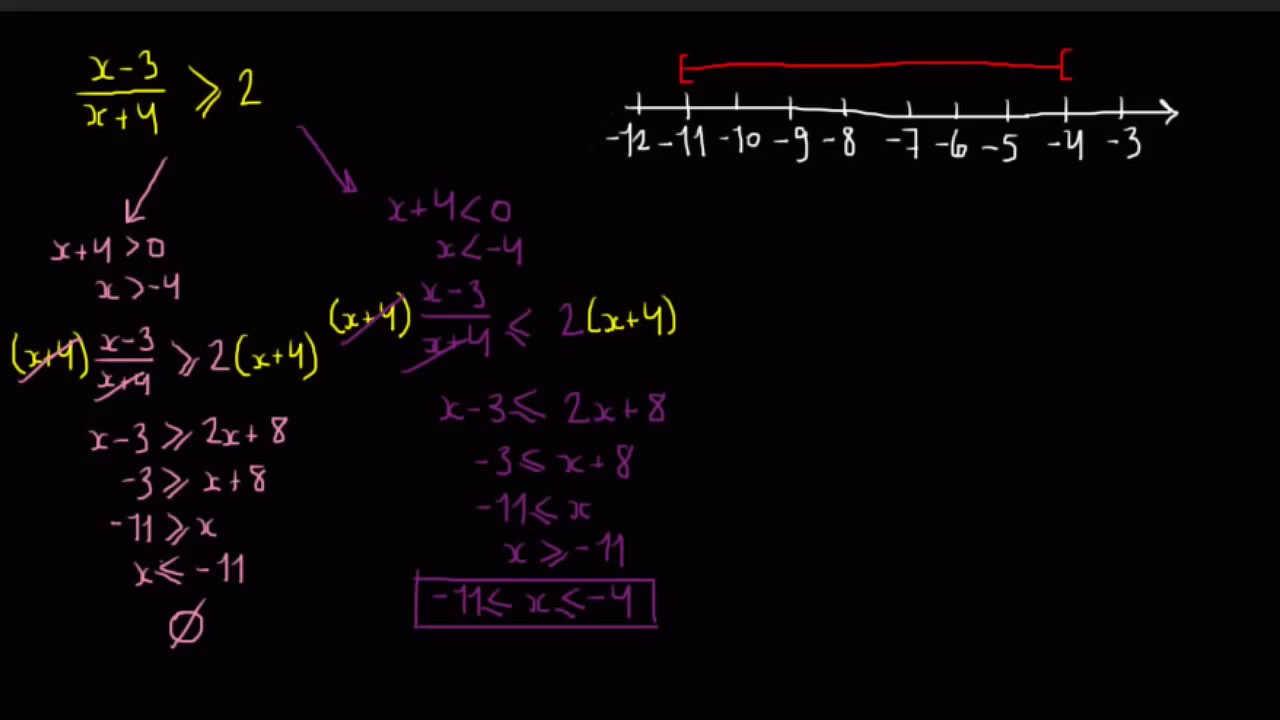 x-3/x+4 ⩾ 2
x+4 > 0
x > -4
(x+4) x-3/x+4 ⩾ 2(x+4)
x-3 ⩾ 2x+8
-3 ⩾ x+8
-11 ⩾ x
x ⩽ -11
∅
x+4 < 0
x < -4
(x+4) x-3/x+4 ⩽ 2(x+4)
x-3 ⩽ 2x+8
-3 ⩽ x+8
-11 ⩽ x
x ⩾ -11
-11 ⩽ x ⩽ -4
-12 -11 -10 -9 -8 -7 -6 -5 -4 -3